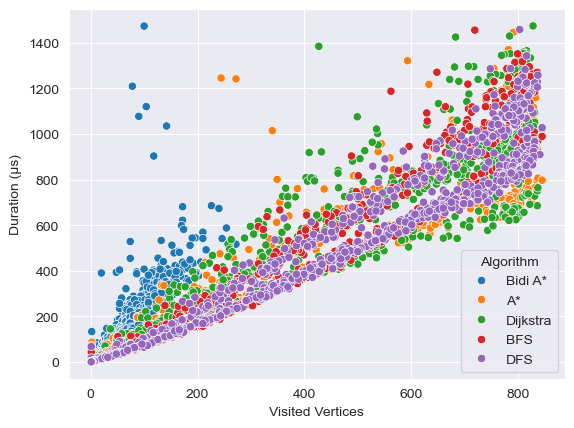 1400
1200
1000
800
600
400
200
0
Duration (µs)
0
200
400
600
800
Visited Vertices
Algorithm
Bidi A*
A*
Dijkstra
BFS
DFS